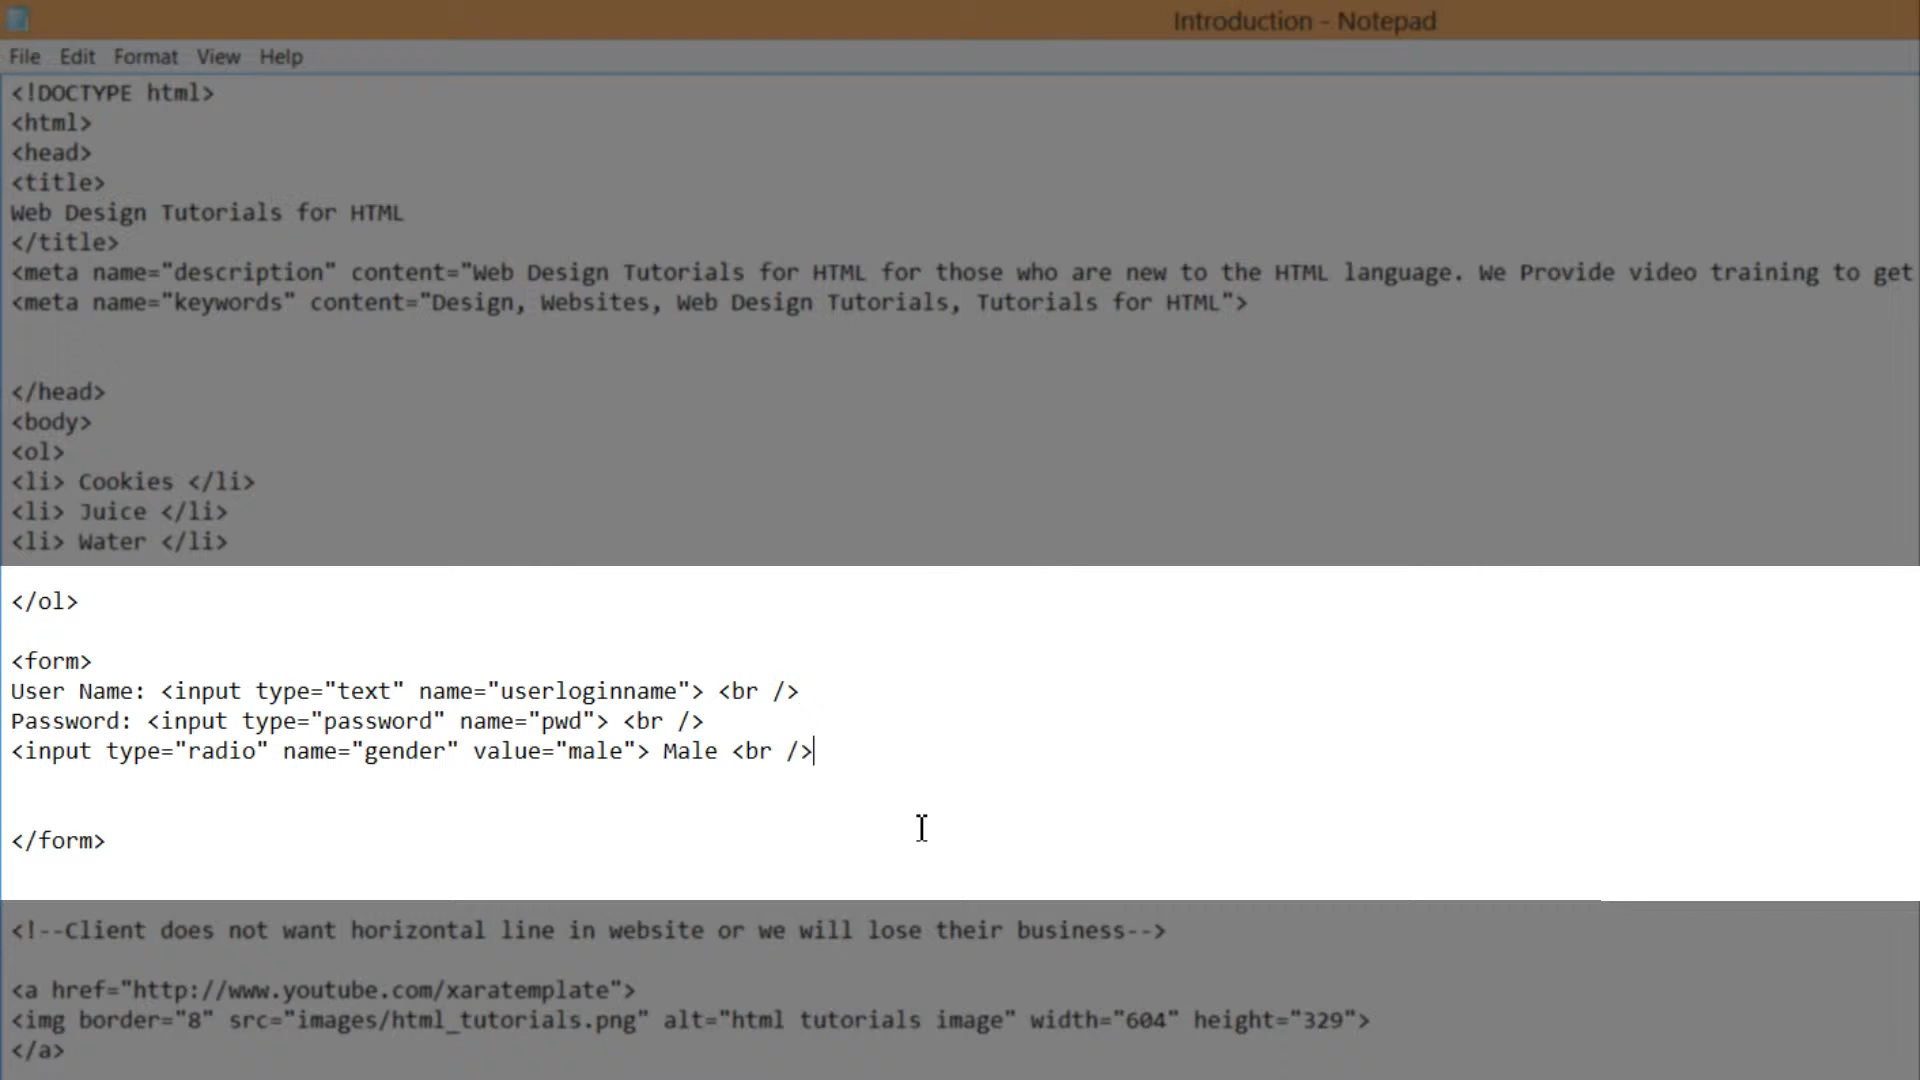 Introduction - Notepad
File Edit Format View Help
<!DOCTYPE html>
<html>
<head>
<title>
Web Design Tutorials for HTML
</title>
<meta name="description" content="Web Design Tutorials for HTML for those who are new to the HTML language. We Provide video training to get
<meta name="keywords" content="Design, Websites, Web Design Tutorials, Tutorials for HTML">
</head>
<body>
<ol>
<li> Cookies </li>
<li> Juice </li>
<li> Water </li>
</ol>
<form>
User Name: <input type="text" name="userloginname"> <br />
Password: <input type="password" name="pwd"> <br />
<input type="radio" name="gender" value="male"> Male <br />
</form>
<!--Client does not want horizontal line in website or we will lose their business-->
<a href="http://www.youtube.com/xaratemplate">
<img border="8" src="images/html_tutorials.png" alt="html tutorials image" width="604" height="329">
</a>